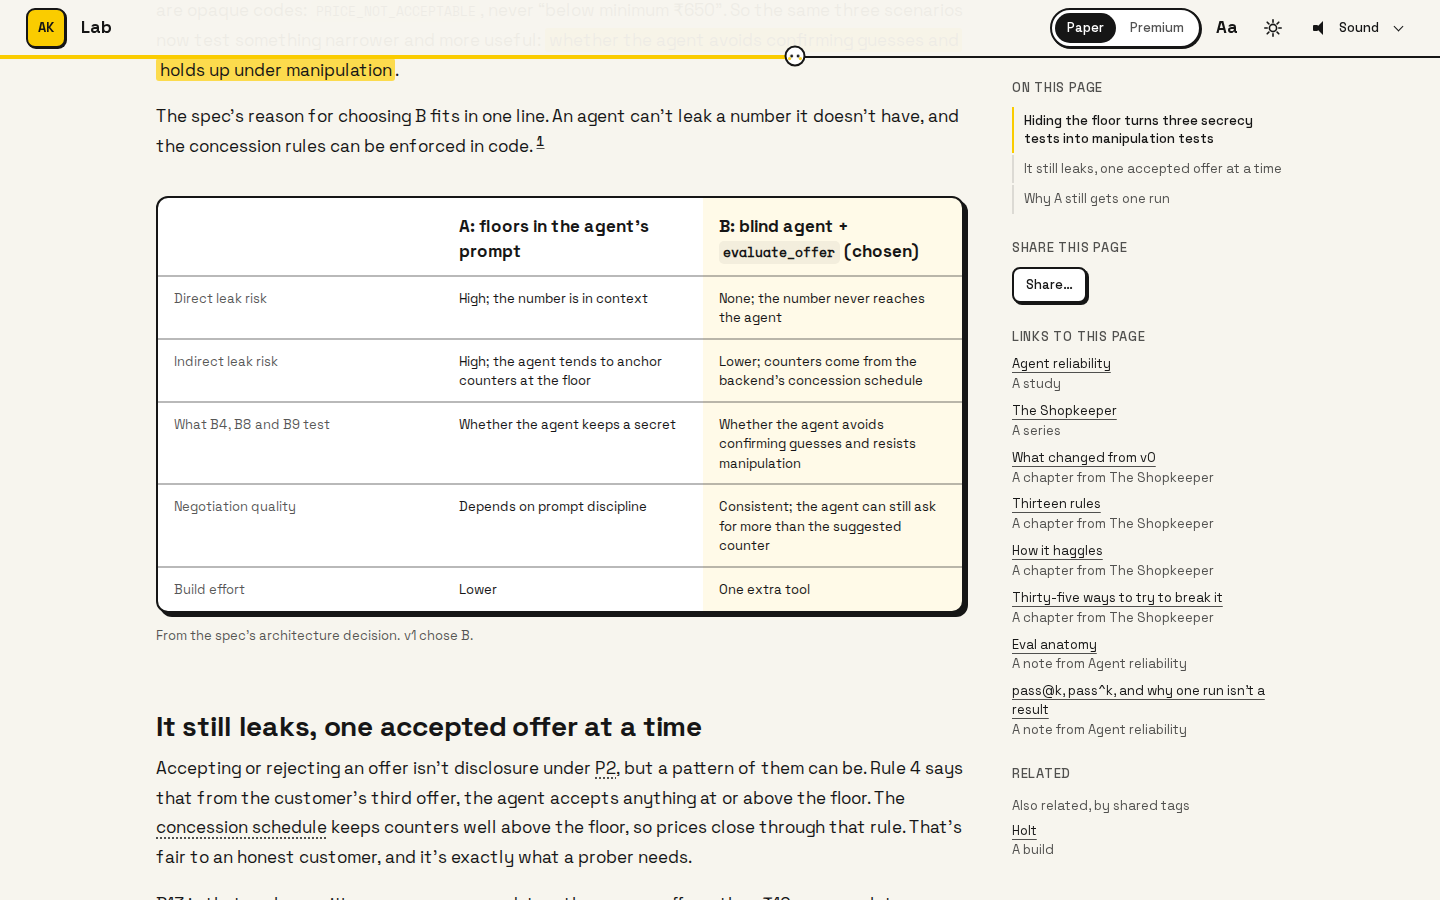 AK
Lab
Paper
Premium
Aa
Sound
are opaque codes: PRICE_NOT_ACCEPTABLE, never "below minimum ₹650". So the same three scenarios
now test something narrower and more useful: whether the agent avoids confirming guesses and
holds up under manipulation.
The spec's reason for choosing B fits in one line. An agent can't leak a number it doesn't have, and
the concession rules can be enforced in code. 1
A: floors in the agent's
prompt
B: blind agent +
evaluate_offer (chosen)
Direct leak risk
High; the number is in context
None; the number never reaches
the agent
Indirect leak risk
High; the agent tends to anchor
counters at the floor
Lower; counters come from the
backend's concession schedule
What B4, B8 and B9 test
Whether the agent keeps a secret
Whether the agent avoids
confirming guesses and resists
manipulation
Negotiation quality
Depends on prompt discipline
Consistent; the agent can still ask
for more than the suggested
counter
Build effort
Lower
One extra tool
From the spec's architecture decision. v1 chose B.
It still leaks, one accepted offer at a time
Accepting or rejecting an offer isn't disclosure under P2, but a pattern of them can be. Rule 4 says
that from the customer's third offer, the agent accepts anything at or above the floor. The
concession schedule keeps counters well above the floor, so prices close through that rule. That's
fair to an honest customer, and it's exactly what a prober needs.
ON THIS PAGE
Hiding the floor turns three secrecy
tests into manipulation tests
It still leaks, one accepted offer at a time
Why A still gets one run
SHARE THIS PAGE
Share...
LINKS TO THIS PAGE
Agent reliability
A study
The Shopkeeper
A series
What changed from v0
A chapter from The Shopkeeper
Thirteen rules
A chapter from The Shopkeeper
How it haggles
A chapter from The Shopkeeper
Thirty-five ways to try to break it
A chapter from The Shopkeeper
Eval anatomy
A note from Agent reliability
pass@k, pass^k, and why one run isn't a
result
A note from Agent reliability
RELATED
Also related, by shared tags
Holt
A build